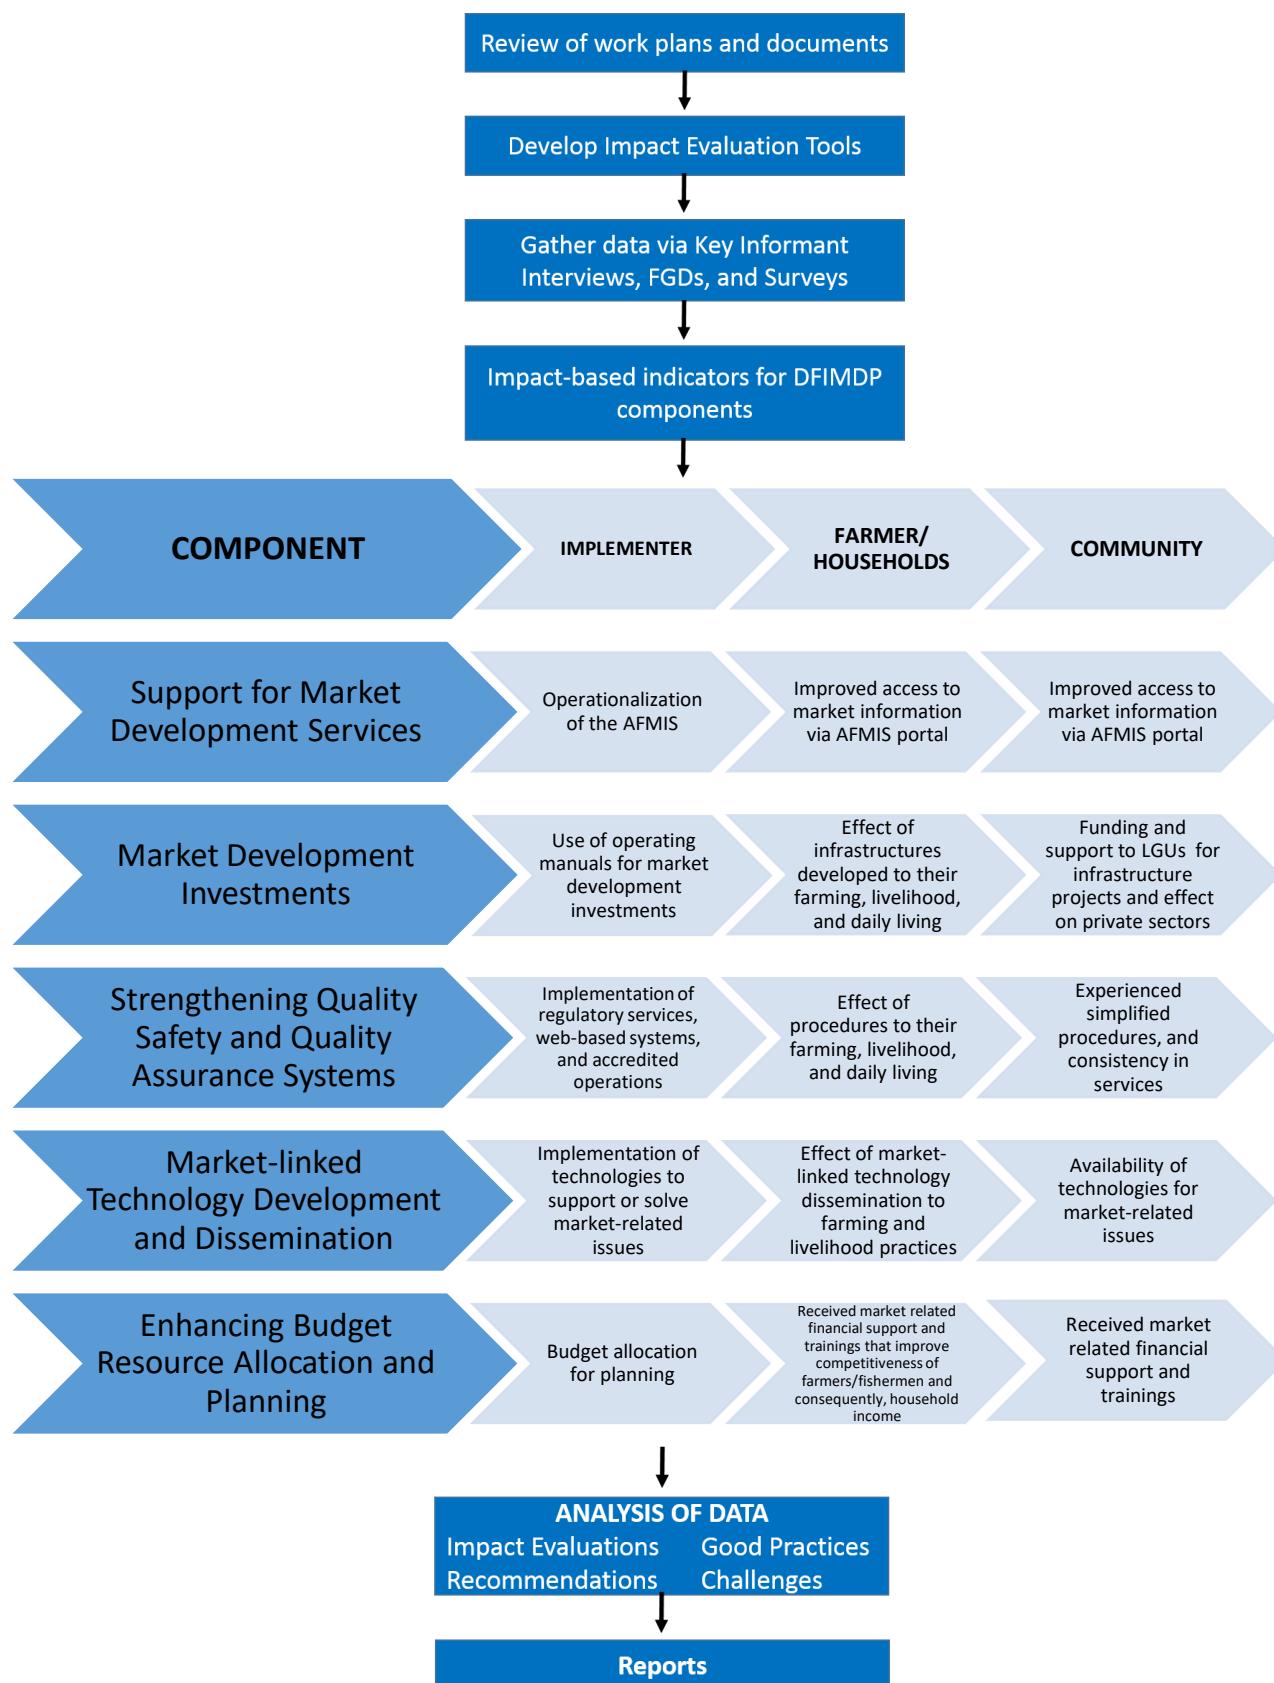 Review of work plans and documents
Develop Impact Evaluation Tools
Gather data via Key Informant
Interviews, FGDs, and Surveys
Impact-based indicators for DFIMDP
components
COMPONENT
IMPLEMENTER
FARMER/
HOUSEHOLDS
COMMUNITY
Support for Market
Development Services
Operationalization
of the AFMIS
Improved access to
market information
via AFMIS portal
Improved access to
market information
via AFMIS portal
Market Development
Investments
Use of operating
manuals for market
development
investments
Effect of
infrastructures
developed to their
farming, livelihood,
and daily living
Funding and
support to LGUs for
infrastructure
projects and effect
on private sectors
Strengthening Quality
Safety and Quality
Assurance Systems
Implementation of
regulatory services,
web-based systems,
and accredited
operations
Effect of
procedures to their
farming, livelihood,
and daily living
Experienced
simplified
procedures, and
consistency in
services
Market-linked
Technology Development
and Dissemination
Implementation of
technologies to
support or solve
market-related
issues
Effect of market-
linked technology
dissemination to
farming and
livelihood practices
Availability of
technologies for
market-related
issues
Enhancing Budget
Resource Allocation and
Planning
Budget allocation
for planning
Received market related
financial support and
trainings that improve
competitiveness of
farmers/fishermen and
consequently, household
income
Received market
related financial
support and
trainings
ANALYSIS OF DATA
Impact Evaluations Good Practices
Recommendations Challenges
Reports